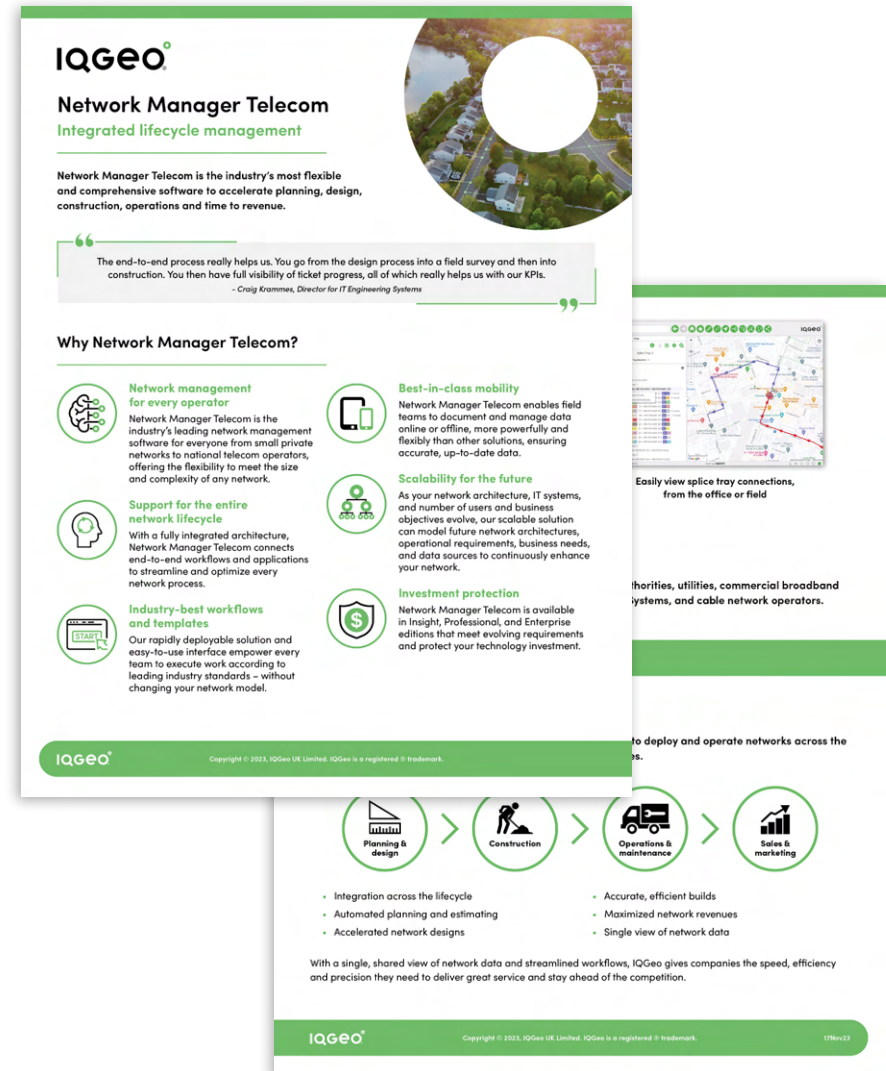 IQGeo
Network Manager Telecom
Integrated lifecycle management
Network Manager Telecom is the industry's most flexible
and comprehensive software to accelerate planning, design,
construction, operations and time to revenue.
The end-to-end process really helps us. You go from the design process into a field survey and then into
construction. You then have full visibility of ticket progress, all of which really helps us with our KPIs.
- Craig Krammes, Director for IT Engineering Systems
Why Network Manager Telecom?
Network management
for every operator
Network Manager Telecom is the
industry's leading network management
software for everyone from small private
networks to national telecom operators,
offering the flexibility to meet the size
and complexity of any network.
Support for the entire
network lifecycle
With a fully integrated architecture,
Network Manager Telecom connects
end-to-end workflows and applications
to streamline and optimize every
network process.
START
Industry-best workflows
and templates
Our rapidly deployable solution and
easy-to-use interface empower every
team to execute work according to
leading industry standards – without
changing your network model.
Best-in-class mobility
Network Manager Telecom enables field
teams to document and manage data
online or offline, more powerfully and
flexibly than other solutions, ensuring
accurate, up-to-date data.
Scalability for the future
As your network architecture, IT systems,
and number of users and business
objectives evolve, our scalable solution
can model future network architectures,
operational requirements, business needs,
and data sources to continuously enhance
your network.
Investment protection
Network Manager Telecom is available
in Insight, Professional, and Enterprise
editions that meet evolving requirements
and protect your technology investment.
IQGeo
Copyright © 2023, IQGeo UK Limited. IQGeo is a registered ® trademark.
IQGeo
Easily view splice tray connections,
from the office or field
thorities, utilities, commercial broadband
ystems, and cable network operators.
to deploy and operate networks across the
es.
Planning &
design
Construction
Operations &
maintenance
Sales &
marketing
• Integration across the lifecycle
• Automated planning and estimating
• Accelerated network designs
• Accurate, efficient builds
• Maximized network revenues
• Single view of network data
With a single, shared view of network data and streamlined workflows, IQGeo gives companies the speed, efficiency
and precision they need to deliver great service and stay ahead of the competition.
IQGeo
Copyright © 2023, IQGeo UK Limited. IQGeo is a registered ® trademark.
17Nov23